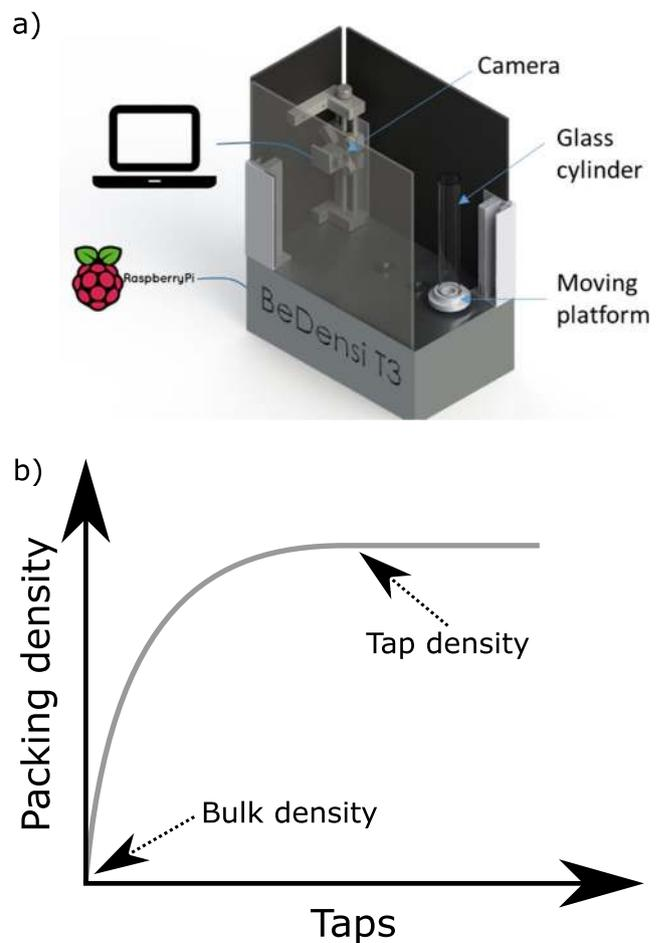 a)
Camera
Glass
cylinder
RaspberryPi
Moving
platform
BeDensi T3
b)
Packing density
Tap density
Bulk density
Taps